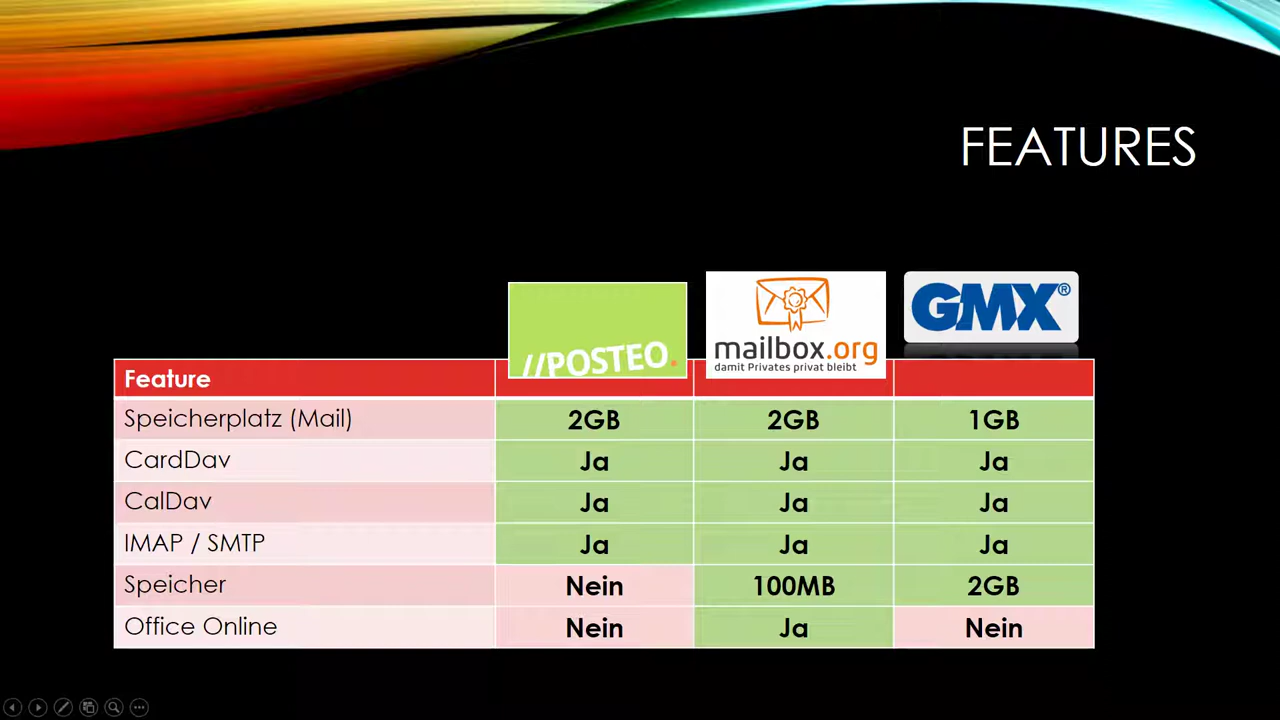 FEATURES
//POSTEO.
mailbox.org
damit Privates privat bleibt
GMX®
Feature
Speicherplatz (Mail) 2GB 2GB 1GB
CardDav Ja Ja Ja
CalDav Ja Ja Ja
IMAP / SMTP Ja Ja Ja
Speicher Nein 100MB 2GB
Office Online Nein Ja Nein